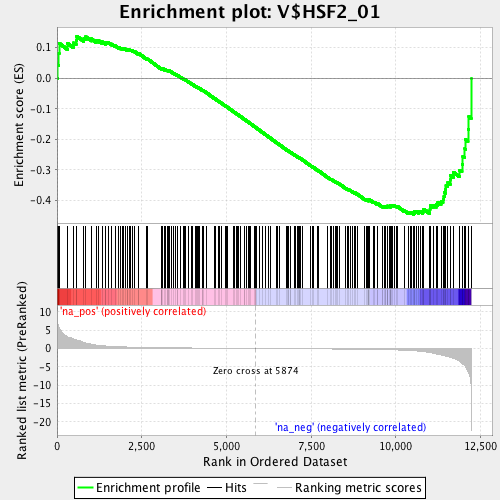 Enrichment plot: V$HSF2_01
Enrichment score (ES)
0.1
0.0
-0.1
-0.2
-0.3
-0.4
'na_pos' (positively correlated)
Ranked list metric (PreRanked)
10
5
0
-5
-10
-15
-20
Zero cross at 5874
'na_neg' (negatively correlated)
0
2,500
5,000
7,500
10,000
12,500
Rank in Ordered Dataset
Enrichment profile
Hits
Ranking metric scores